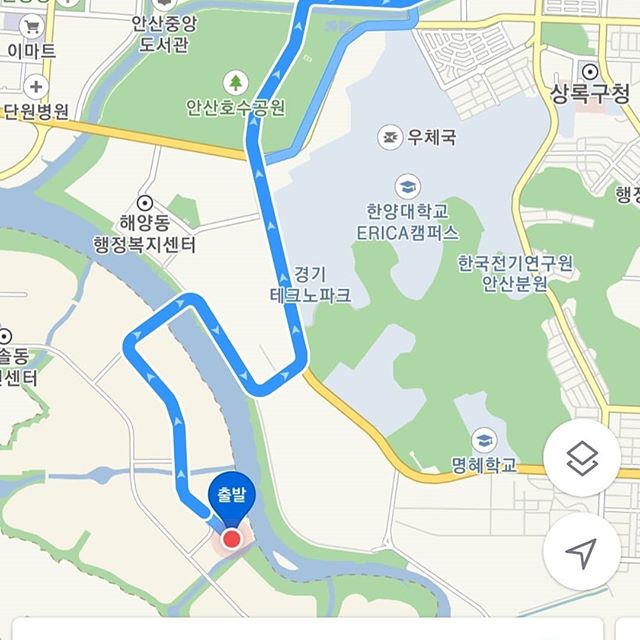 안산중앙
도서관
이마트
단원병원
안산호수공원
상록구청
우체국
한양대학교
ERICA캠퍼스
해양동
행정복지센터
경기
테크노파크
한국전기연구원
안산분원
명혜학교
출발